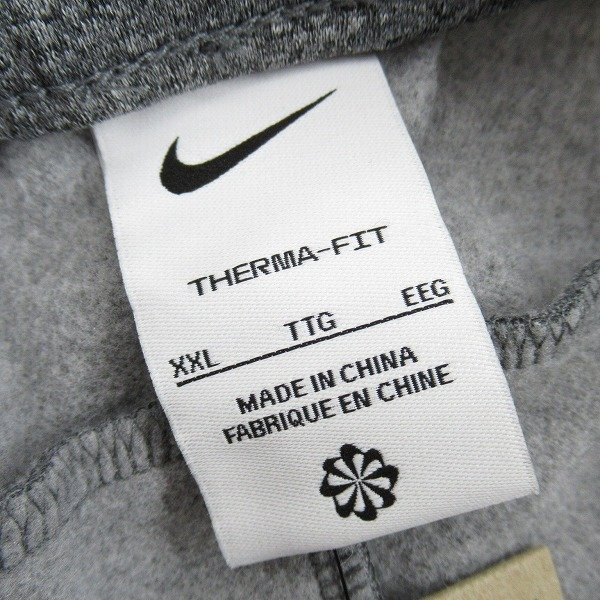 THERMA-FIT
XXL TTG EEG
MADE IN CHINA
FABRIQUE EN CHINE